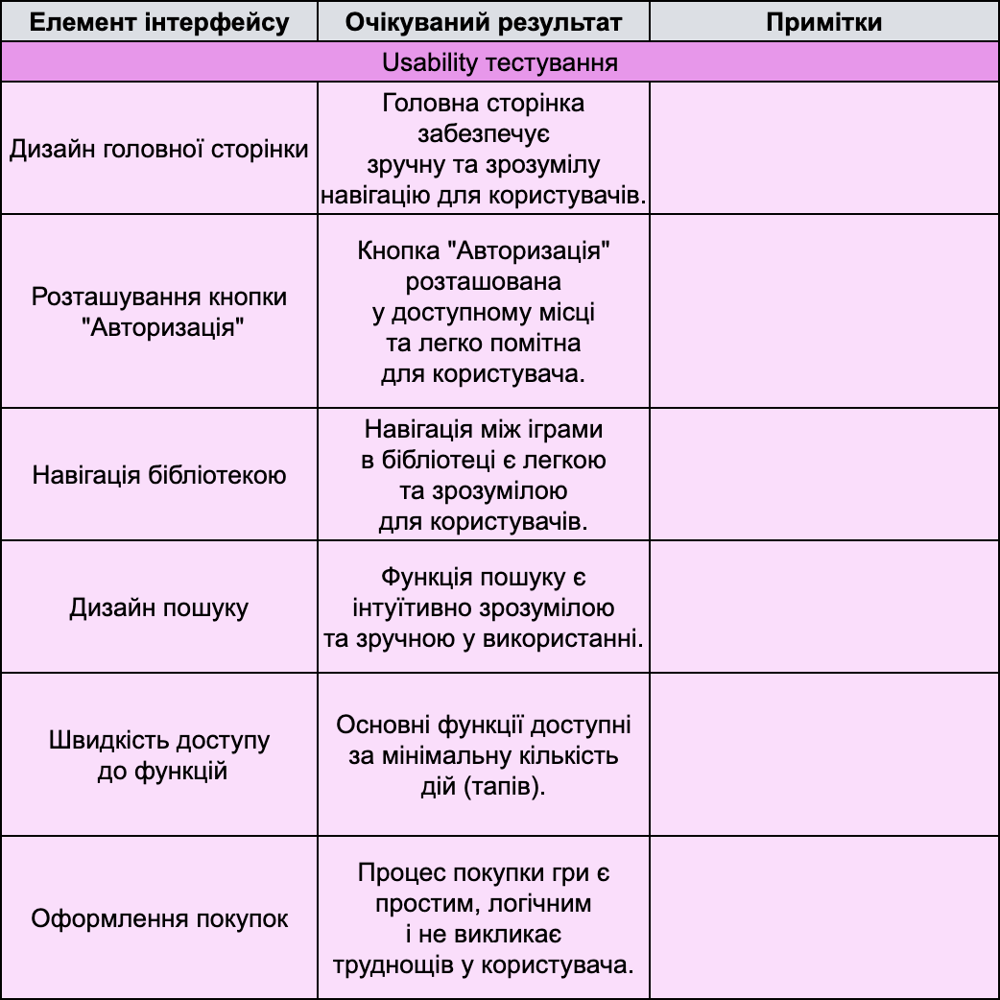 Елемент інтерфейсу
Очікуваний результат
Примітки
Usability тестування
Дизайн головної сторінки
Головна сторінка
забезпечує
зручну та зрозумілу
навігацію для користувачів.
Розташування кнопки
"Авторизація"
Кнопка "Авторизація"
розташована
у доступному місці
та легко помітна
для користувача.
Навігація бібліотекою
Навігація між іграми
в бібліотеці є легкою
та зрозумілою
для користувачів.
Дизайн пошуку
Функція пошуку є
інтуїтивно зрозумілою
та зручною у використанні.
Швидкість доступу
до функцій
Основні функції доступні
за мінімальну кількість
дій (тапів).
Оформлення покупок
Процес покупки гри є
простим, логічним
і не викликає
труднощів у користувача.